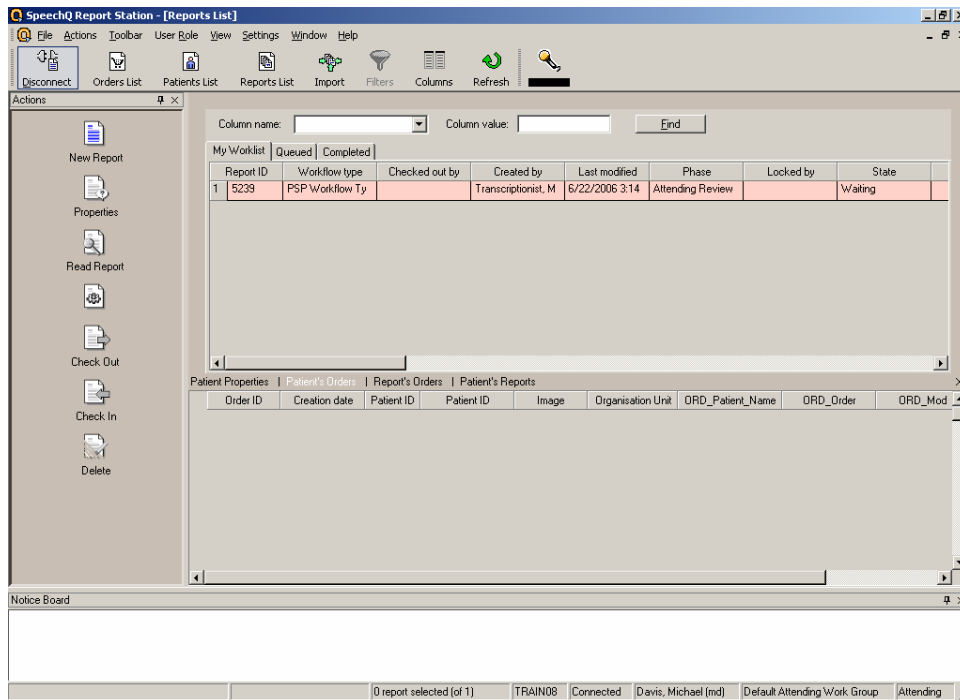 SpeechQ Report Station - [Reports List]
File Actions Toolbar User Role View Settings Window Help
Disconnect Orders List Patients List Reports List Import Filters Columns Refresh
Actions
New Report
Properties
Read Report
Check Out
Check In
Delete
Column name: Column value: Find
My Worklist Queued Completed
Report ID Workflow type Checked out by Created by Last modified Phase Locked by State
1 5239 PSP Workflow Ty Transcriptionist, M 6/22/2006 3:14 Attending Review Waiting
Patient Properties | Patient's Orders | Report's Orders | Patient's Reports
Order ID Creation date Patient ID Patient ID Image Organisation Unit ORD_Patient_Name ORD_Order ORD_Mod
Notice Board
0 report selected (of 1) TRAIN08 Connected Davis, Michael (md) Default Attending Work Group Attending